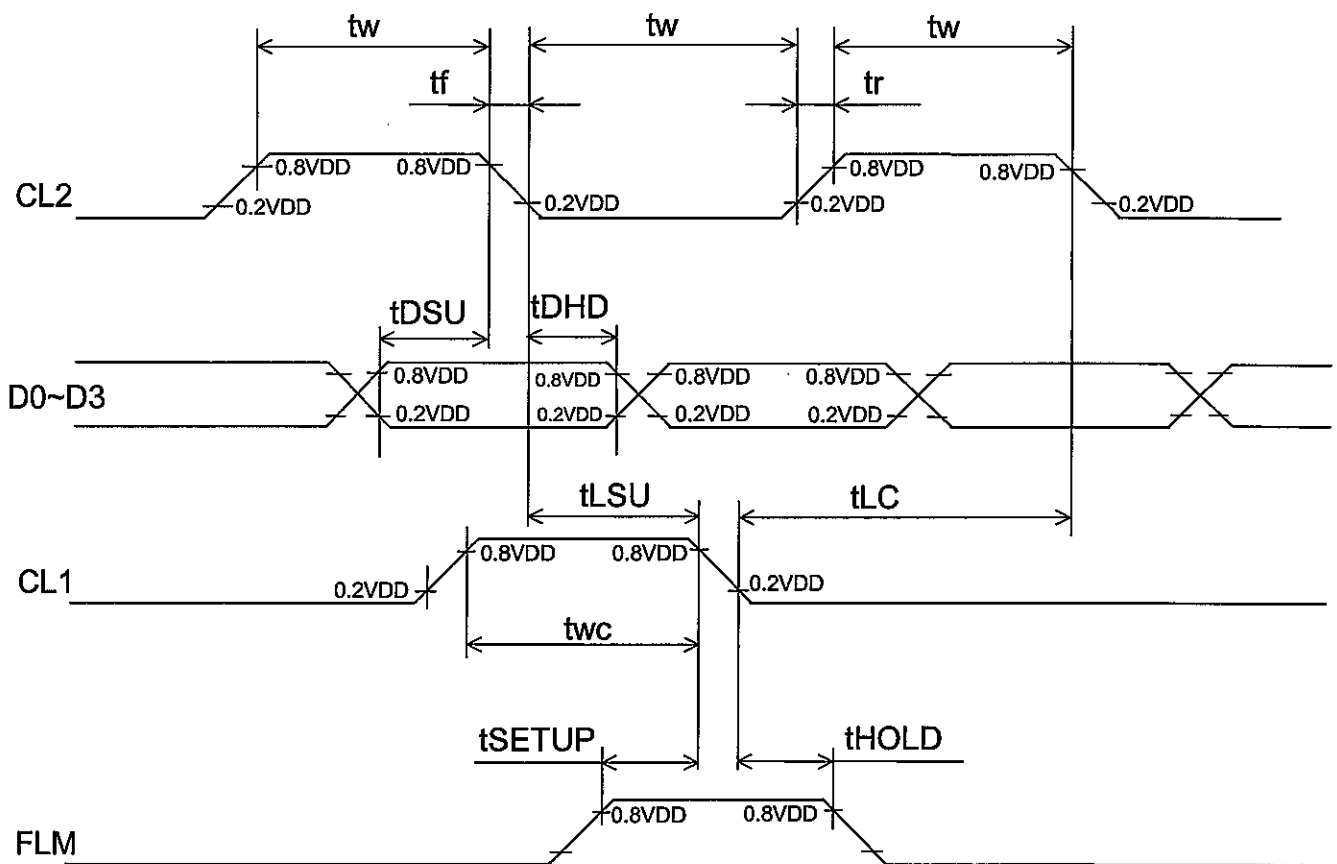 tw tw tw
tf tr
CL2 0.8VDD 0.8VDD 0.8VDD 0.8VDD
0.2VDD 0.2VDD 0.2VDD 0.2VDD
tDSU tDHD
D0~D3 0.8VDD 0.8VDD 0.8VDD 0.8VDD
0.2VDD 0.2VDD 0.2VDD 0.2VDD
tLSU tLC
CL1 0.8VDD 0.8VDD
0.2VDD 0.2VDD
twc
tSETUP tHOLD
0.8VDD 0.8VDD
FLM